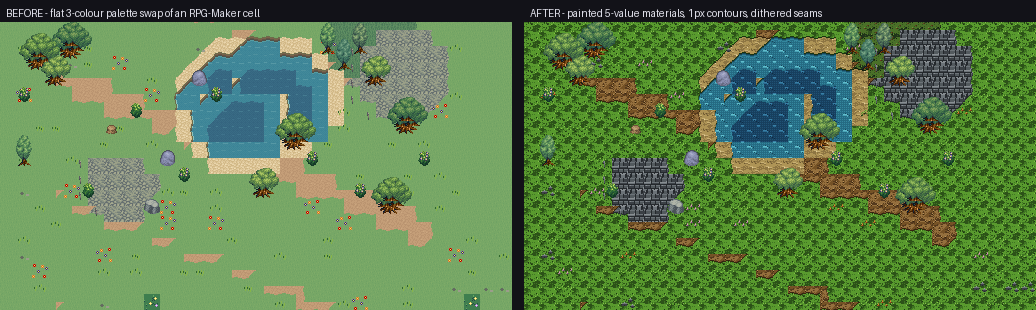 BEFORE - flat 3-colour palette swap of an RPG-Maker cell
AFTER - painted 5-value materials, 1px contours, dithered seams